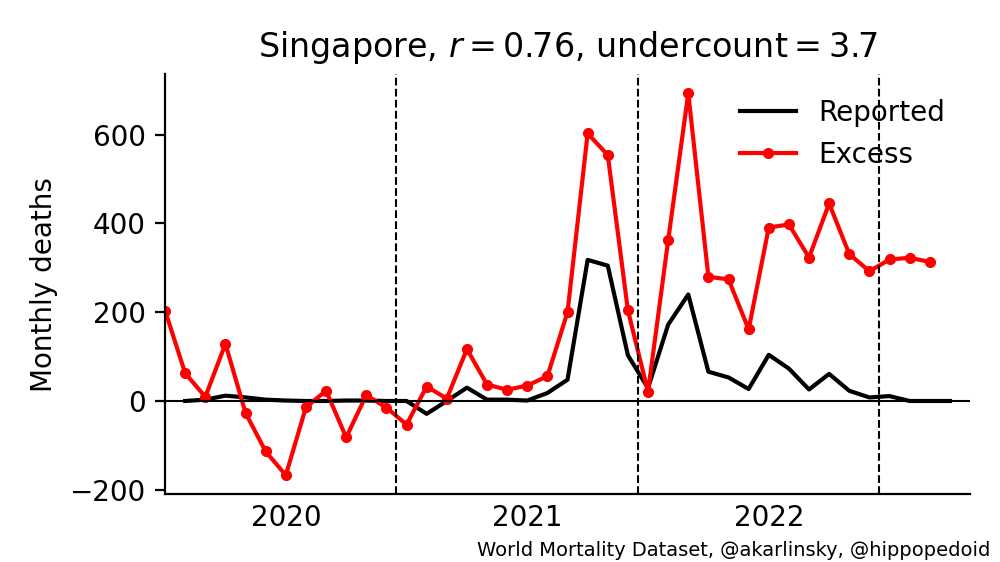 Singapore, r = 0.76, undercount = 3.7
Reported
Excess
Monthly deaths
600
400
200
0
−200
2020 2021 2022
World Mortality Dataset, @akarlinsky, @hippopedoid